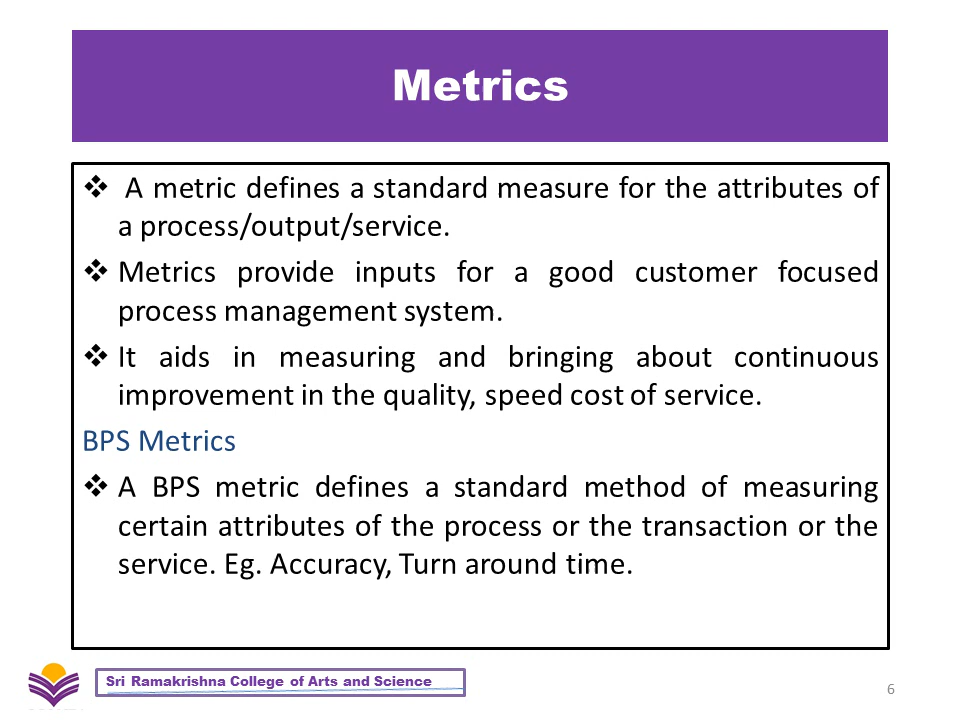 Metrics
❖ A metric defines a standard measure for the attributes of
a process/output/service.
❖ Metrics provide inputs for a good customer focused
process management system.
❖ It aids in measuring and bringing about continuous
improvement in the quality, speed cost of service.
BPS Metrics
❖ A BPS metric defines a standard method of measuring
certain attributes of the process or the transaction or the
service. Eg. Accuracy, Turn around time.
Sri Ramakrishna College of Arts and Science
6